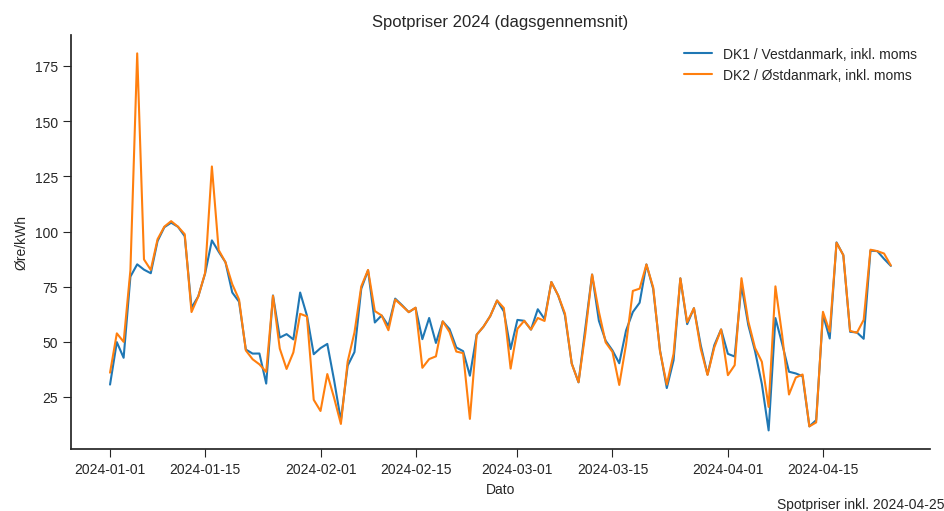 Spotpriser 2024 (dagsgennemsnit)
DK1 / Vestdanmark, inkl. moms
DK2 / Østdanmark, inkl. moms
175
150
125
100
75
50
25
Øre/kWh
2024-01-01 2024-01-15 2024-02-01 2024-02-15 2024-03-01 2024-03-15 2024-04-01 2024-04-15
Dato
Spotpriser inkl. 2024-04-25